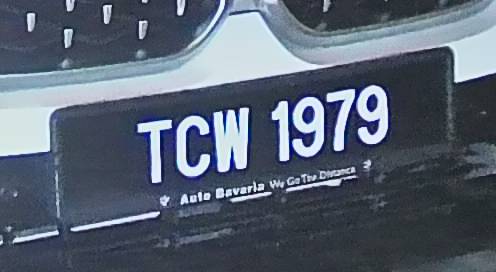 TCW 1979
Auto Bavaria We Go The Distance